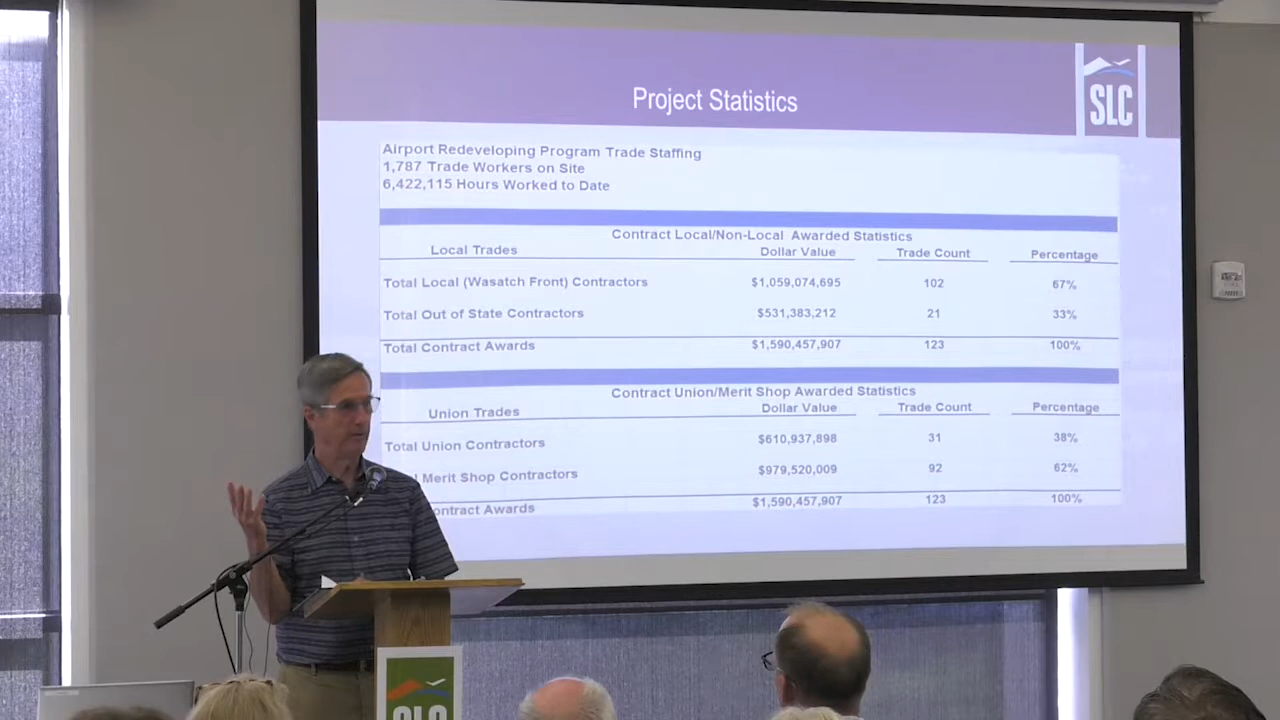 Project Statistics
SLC
Airport Redeveloping Program Trade Staffing
1,787 Trade Workers on Site
6,422,115 Hours Worked to Date
Contract Local/Non-Local Awarded Statistics
Local Trades Dollar Value Trade Count Percentage
Total Local (Wasatch Front) Contractors $1,059,074,695 102 67%
Total Out of State Contractors $531,383,212 21 33%
Total Contract Awards $1,590,457,907 123 100%
Contract Union/Merit Shop Awarded Statistics
Union Trades Dollar Value Trade Count Percentage
Total Union Contractors $610,937,898 31 38%
Merit Shop Contractors $979,520,009 92 62%
ontract Awards $1,590,457,907 123 100%
SLC